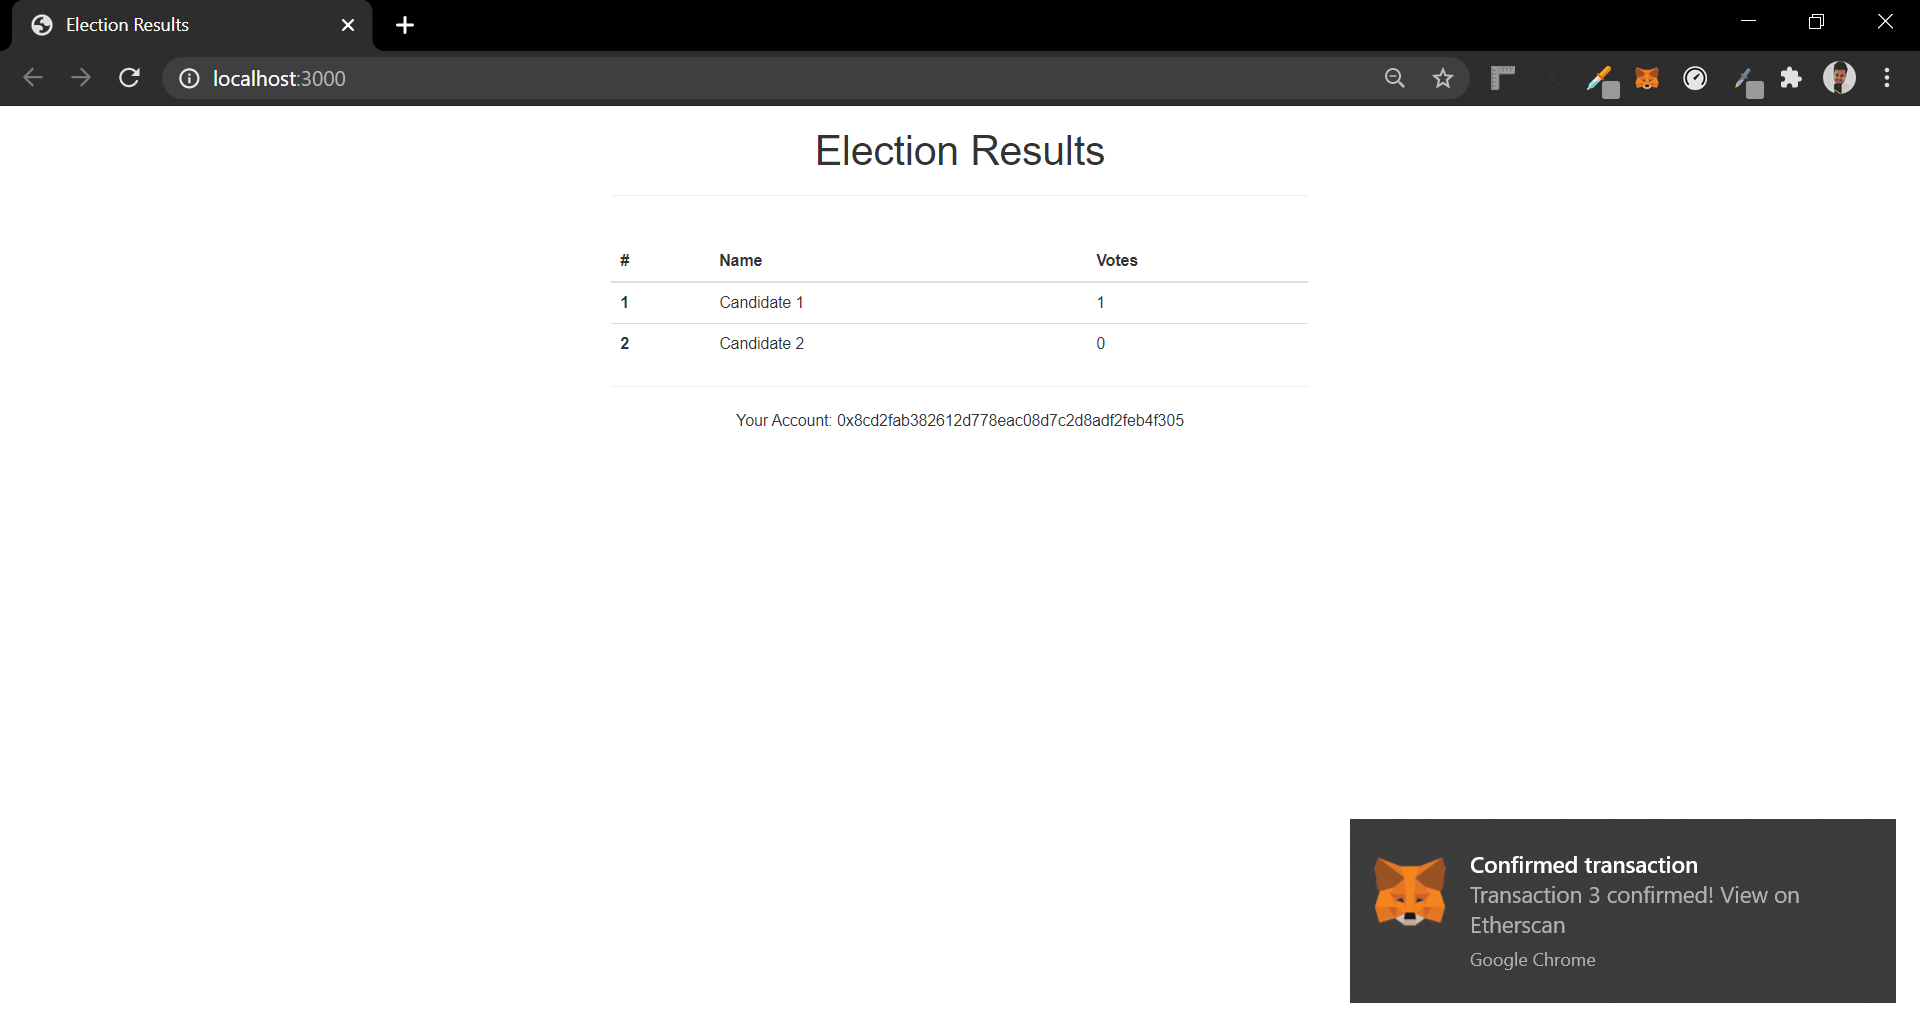 Election Results
localhost:3000
Election Results
# Name Votes
1 Candidate 1 1
2 Candidate 2 0
Your Account: 0x8cd2fab382612d778eac08d7c2d8adf2feb4f305
Confirmed transaction
Transaction 3 confirmed! View on
Etherscan
Google Chrome